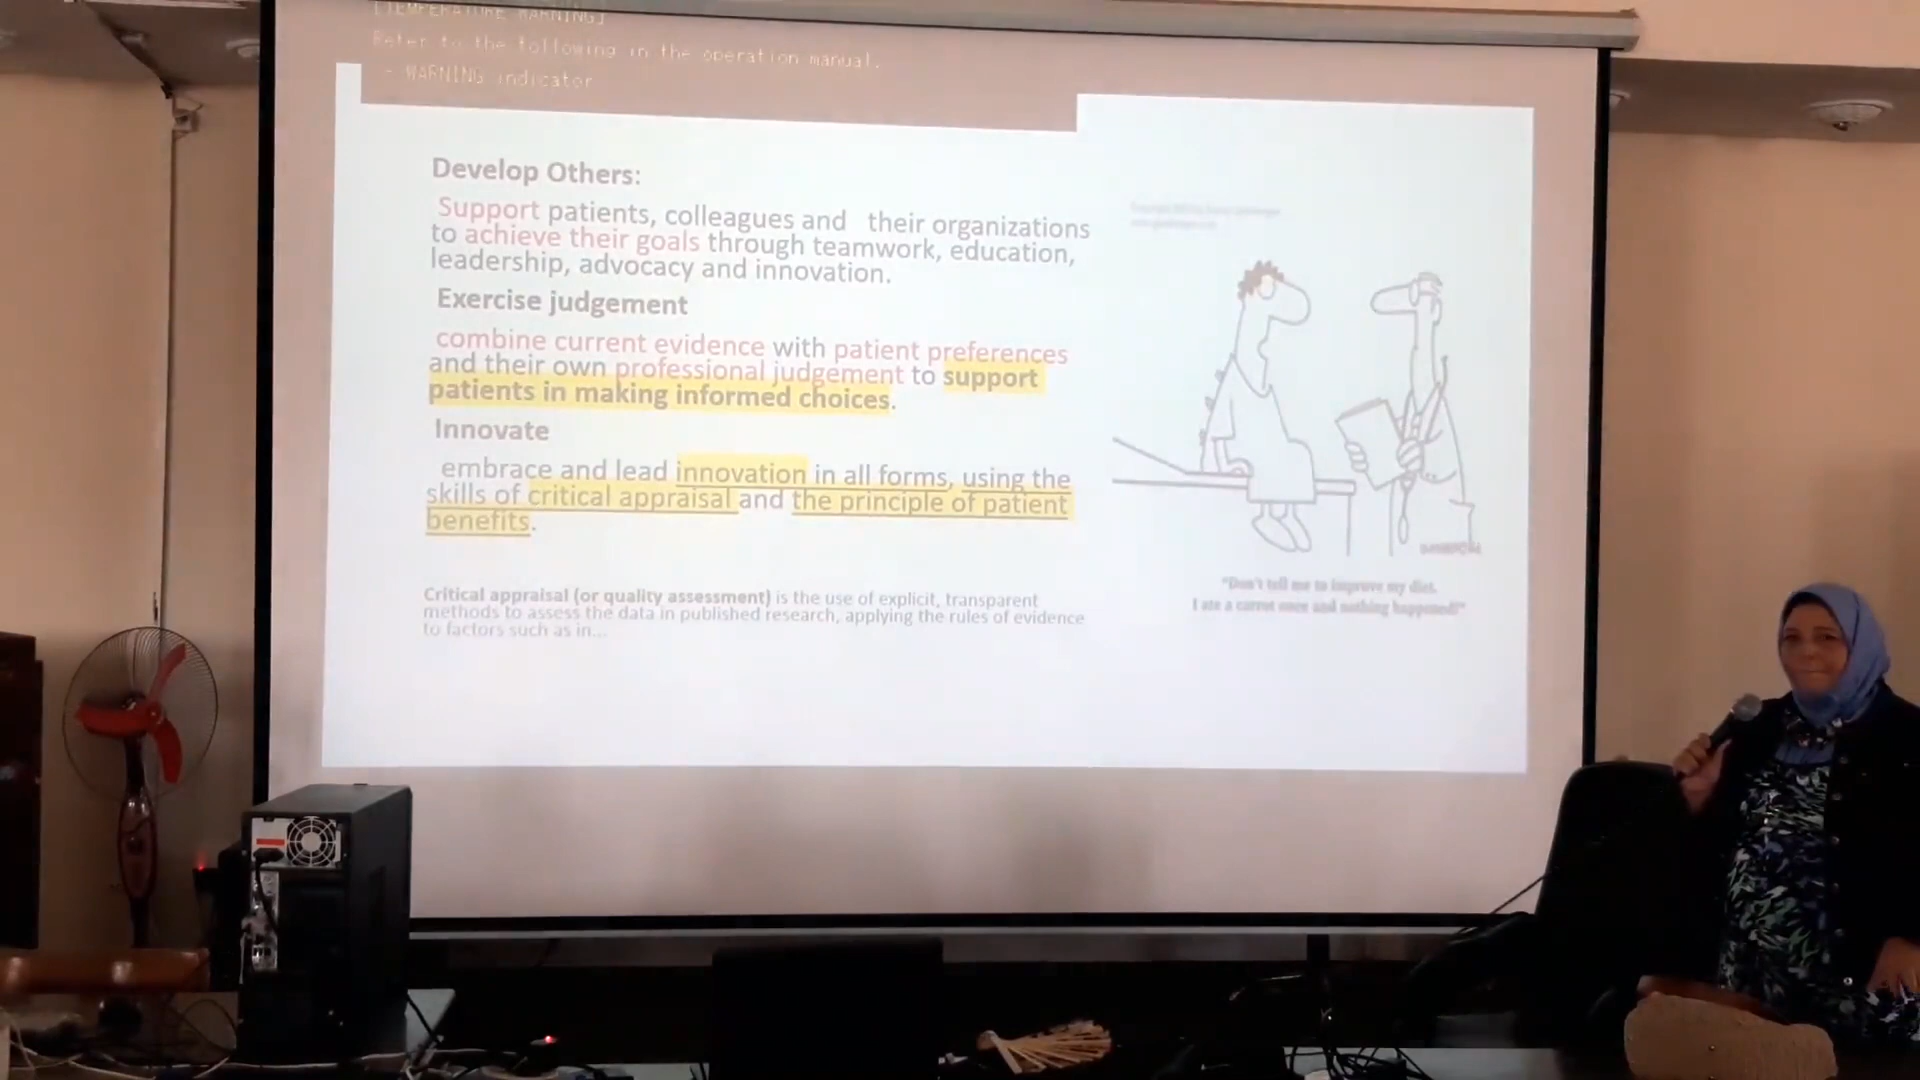 [TEMPERATURE WARNING]
Refer to the following in the operation manual.
- WARNING indicator
Develop Others:
Support patients, colleagues and their organizations
to achieve their goals through teamwork, education,
leadership, advocacy and innovation.
Exercise judgement
combine current evidence with patient preferences
and their own professional judgement to support
patients in making informed choices.
Innovate
embrace and lead innovation in all forms, using the
skills of critical appraisal and the principle of patient
benefits.
Critical appraisal (or quality assessment) is the use of explicit, transparent
methods to assess the data in published research, applying the rules of evidence
to factors such as in...
"Don't tell me to improve my diet.
I ate a carrot once and nothing happened!"